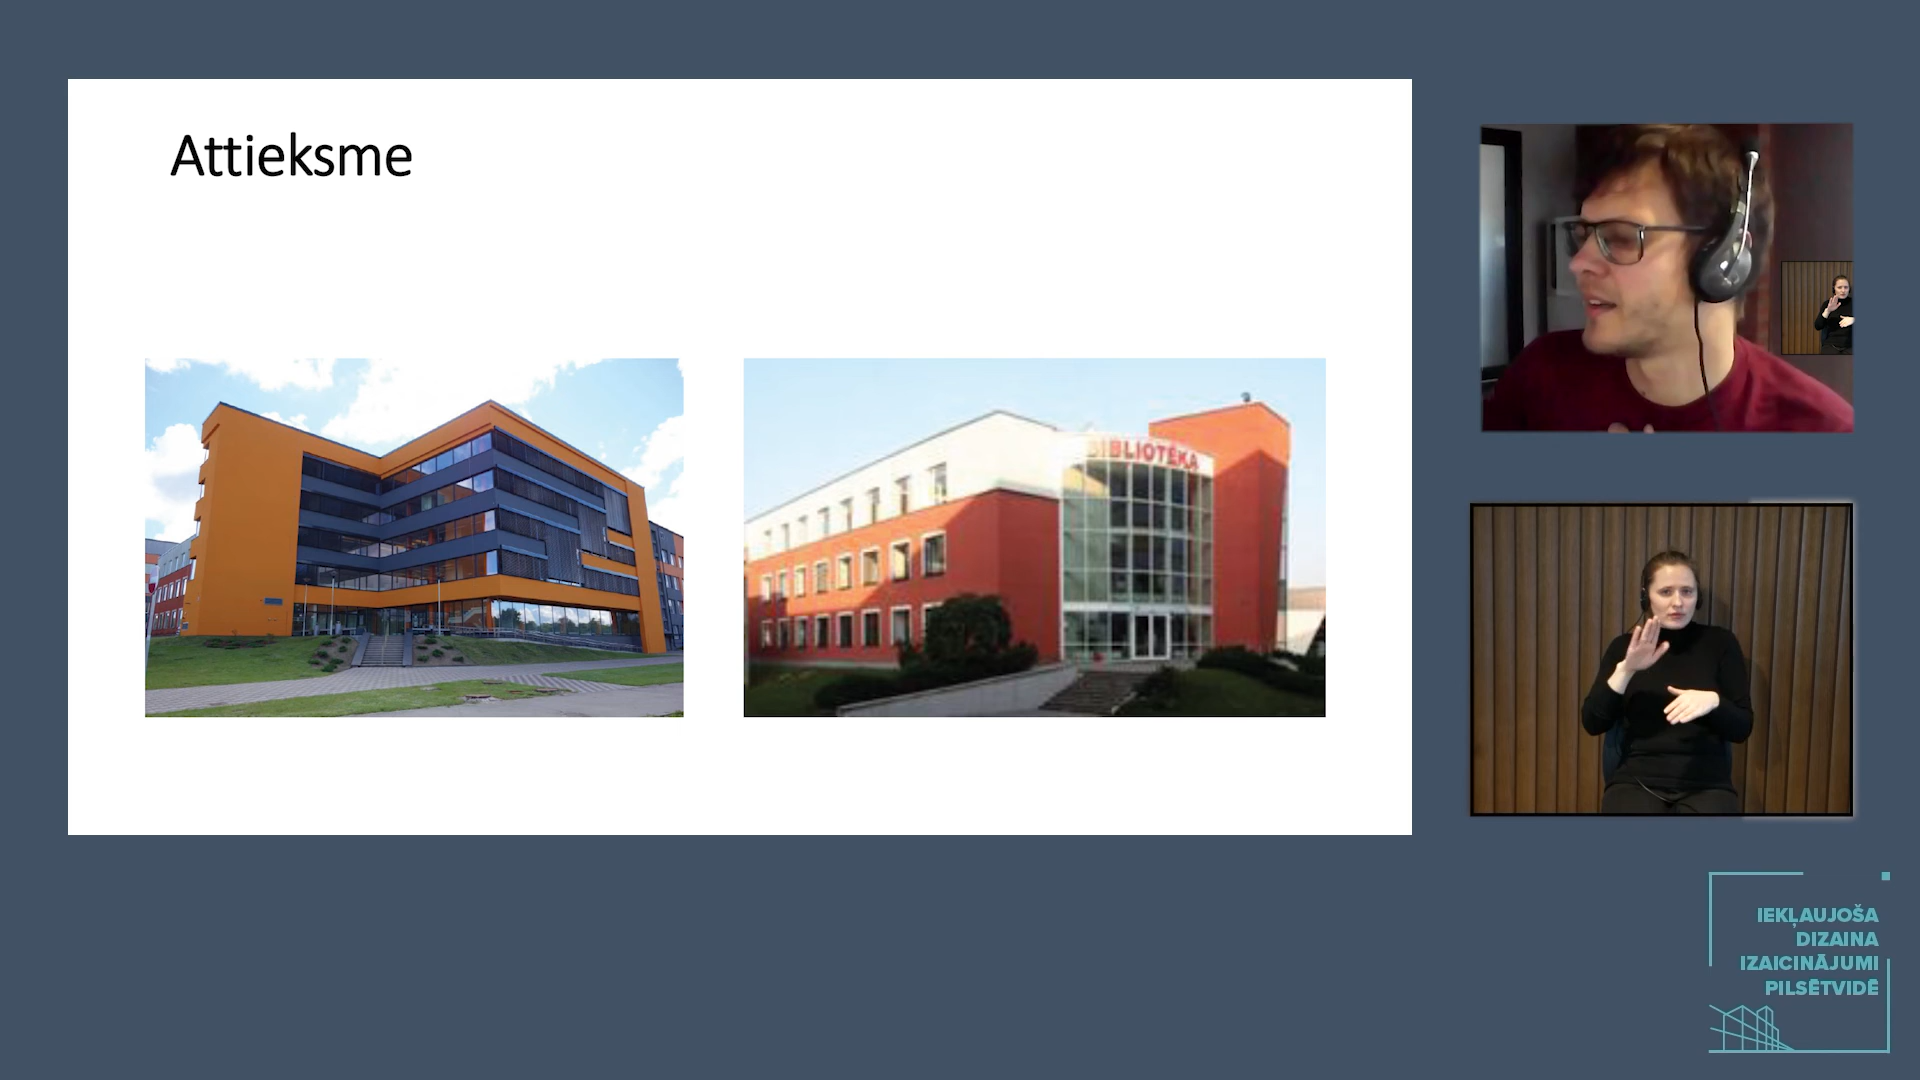 Attieksme
BIBLIOTĒKA
IEKĻAUJOŠA
DIZAINA
IZAICINĀJUMI
PILSĒTVIDĒ